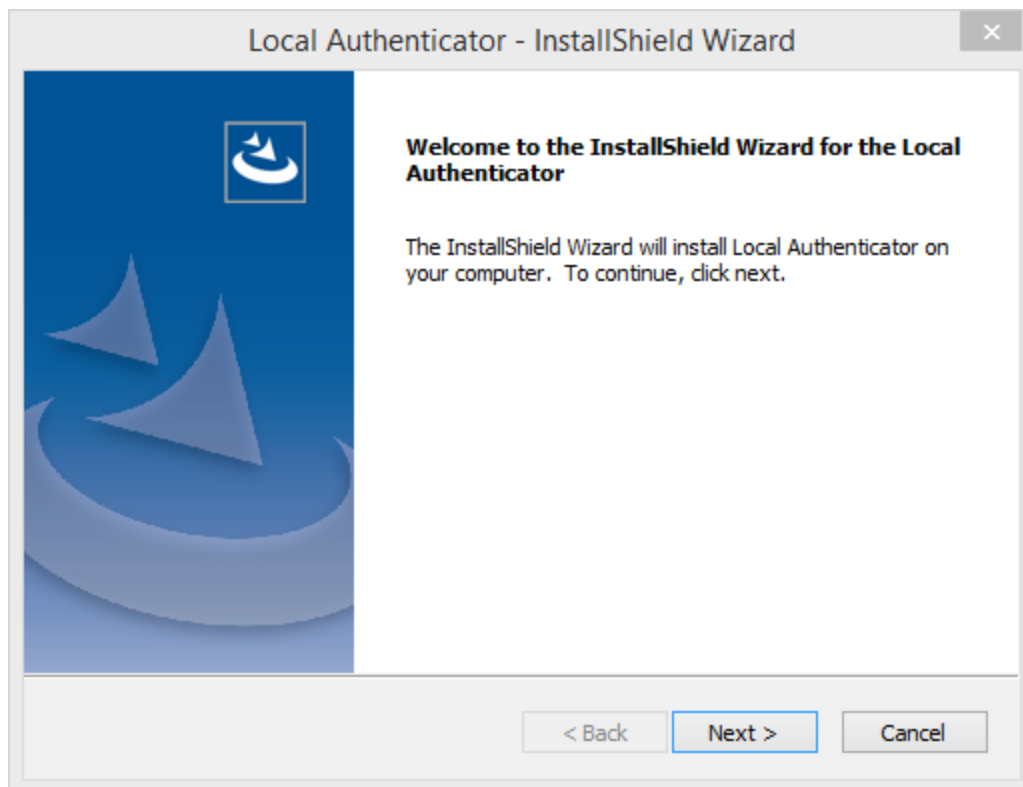 Local Authenticator - InstallShield Wizard
Welcome to the InstallShield Wizard for the Local
Authenticator
The InstallShield Wizard will install Local Authenticator on
your computer.  To continue, click next.
< Back
Next >
Cancel